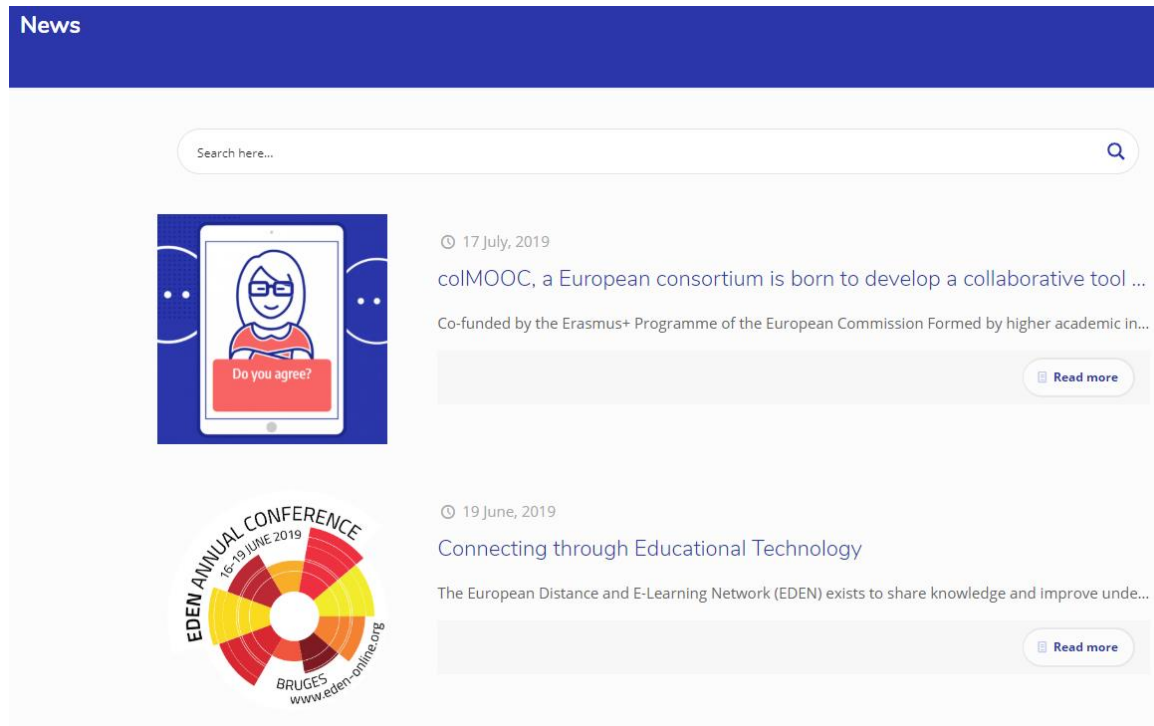 News
Search here...
Do you agree?
17 July, 2019
colMOOC, a European consortium is born to develop a collaborative tool ...
Co-funded by the Erasmus+ Programme of the European Commission Formed by higher academic in...
Read more
EDEN ANNUAL CONFERENCE
16-19 JUNE 2019
BRUGES
www.eden-online.org
19 June, 2019
Connecting through Educational Technology
The European Distance and E-Learning Network (EDEN) exists to share knowledge and improve unde...
Read more